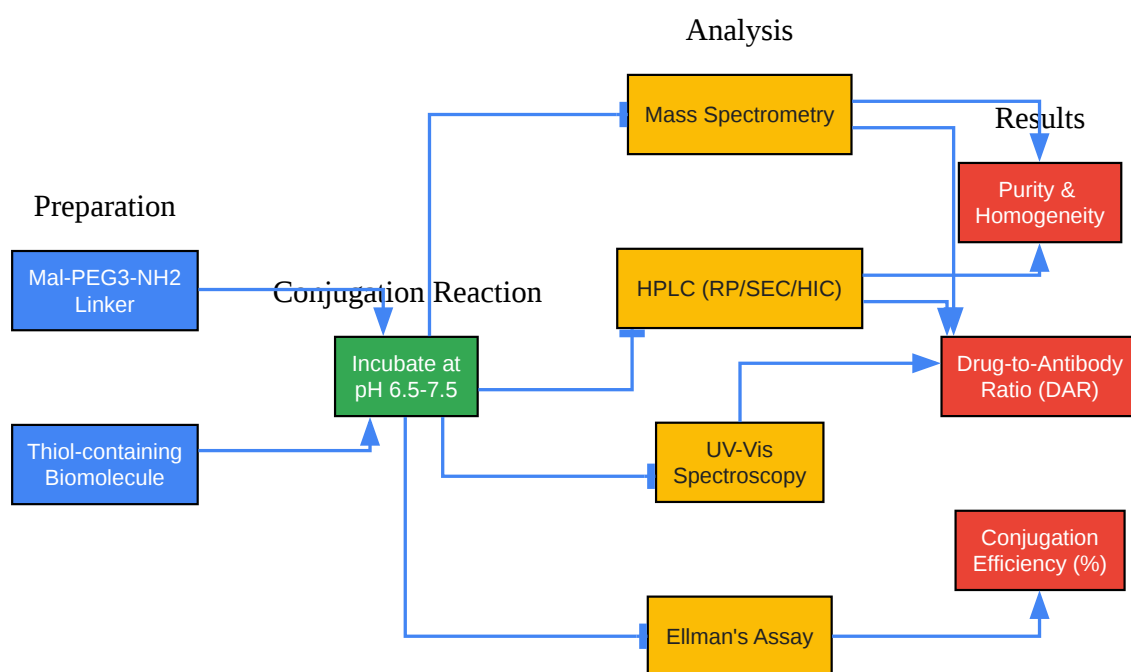 Analysis
Mass Spectrometry
Results
Purity &
Homogeneity
Preparation
Mal-PEG3-NH2
Linker
Conjugation Reaction
HPLC (RP/SEC/HIC)
Incubate at
pH 6.5-7.5
Drug-to-Antibody
Ratio (DAR)
Thiol-containing
Biomolecule
UV-Vis
Spectroscopy
Conjugation
Efficiency (%)
Ellman's Assay